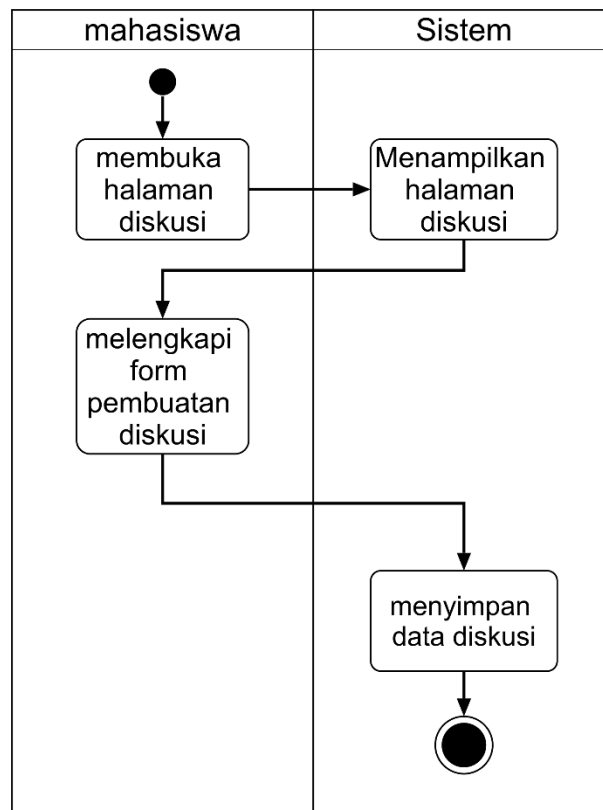 mahasiswa
Sistem
membuka
halaman
diskusi
Menampilkan
halaman
diskusi
melengkapi
form
pembuatan
diskusi
menyimpan
data diskusi